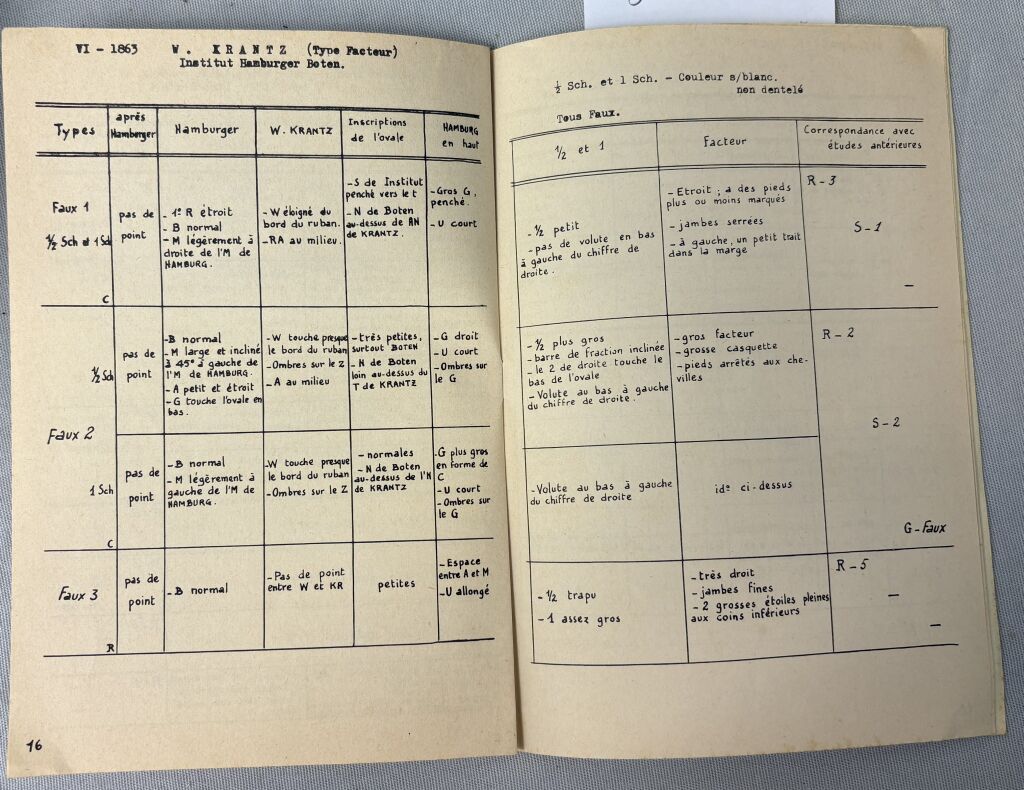 VI - 1863 W. KRANTZ (Type Facteur)
Institut Hamburger Boten.
Types
après
Hamburger
Hamburger
W. KRANTZ
Inscriptions
de l'ovale
HAMBURG
en haut
Faux 1
½ Sch et 1 Sch
C
pas de
point
- 1er R étroit
- B normal
- M légèrement à
droite de l'M de
HAMBURG.
- W éloigné du
bord du ruban.
- RA au milieu.
- S de Institut
penché vers le t
- N de Boten
au-dessus de AN
de KRANTZ.
- Gros G,
penché.
- U court
½ Sch
pas de
point
- B normal
- M large et incliné
à 45° à gauche de
l'M de HAMBURG.
- A petit et étroit
- G touche l'ovale en
bas.
- W touche presque
le bord du ruban
- Ombres sur le Z
- A au milieu
- très petites,
surtout BOTEN
- N de Boten
loin au-dessus du
T de KRANTZ
- G droit
- U court
- Ombres sur
le G
Faux 2
1 Sch
C
pas de
point
- B normal
- M légèrement à
gauche de l'M de
HAMBURG.
- W touche presque
le bord du ruban
- Ombres sur le Z
- normales
- N de Boten
au-dessus de l'N
de KRANTZ
- G plus gros
en forme de
C
- U court
- Ombres sur
le G
Faux 3
R
pas de
point
- B normal
- Pas de point
entre W et KR
petites
- Espace
entre A et M
- U allongé
16
½ Sch. et 1 Sch. - Couleur s/blanc.
non dentelé
Tous Faux.
½ et 1
Facteur
Correspondance avec
études antérieures
- ½ petit
- pas de volute en bas
à gauche du chiffre de
droite.
- Etroit ; a des pieds
plus ou moins marqués
- jambes serrées
- à gauche, un petit trait
dans la marge
R - 3
S - 1
-
- ½ plus gros
- barre de fraction inclinée
- le 2 de droite touche le
bas de l'ovale
- Volute au bas à gauche
du chiffre de droite.
- gros facteur
- grosse casquette
- pieds arrêtés aux che-
villes
R - 2
S - 2
- Volute au bas à gauche
du chiffre de droite
id° ci-dessus
G - Faux
- ½ trapu
- 1 assez gros
- très droit
- jambes fines
- 2 grosses étoiles pleines
aux coins inférieurs
R - 5
-
-